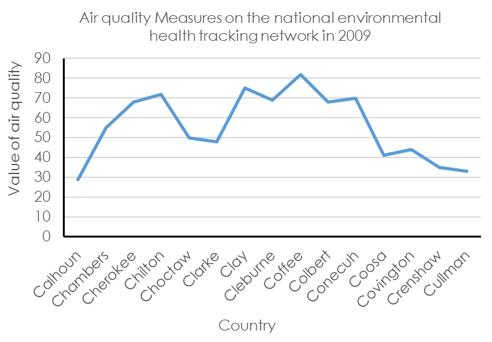 Air quality Measures on the national environmental
health tracking network in 2009
Value of air quality
90
80
70
60
50
40
30
20
10
0
Calhoun
Chambers
Cherokee
Chilton
Choctaw
Clarke
Clay
Cleburne
Coffee
Colbert
Conecuh
Coosa
Covington
Crenshaw
Cullman
Country